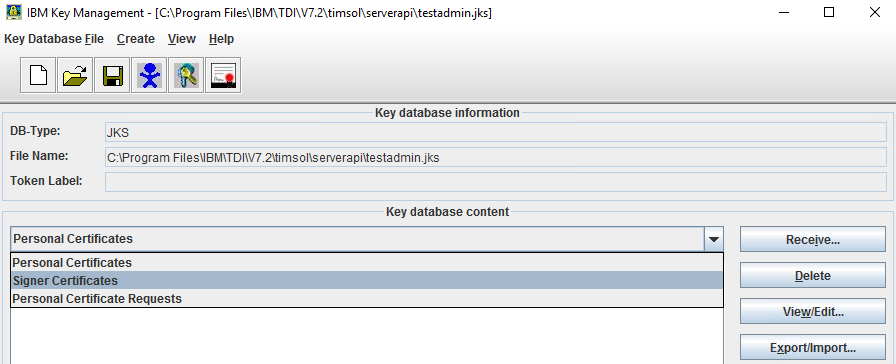 IBM Key Management - [C:\Program Files\IBM\TDI\V7.2\timsol\serverapi\testadmin.jks]
Key Database File Create View Help
Key database information
DB-Type: JKS
File Name: C:\Program Files\IBM\TDI\V7.2\timsol\serverapi\testadmin.jks
Token Label:
Key database content
Personal Certificates
Receive...
Personal Certificates
Signer Certificates
Delete
Personal Certificate Requests
View/Edit...
Export/Import...